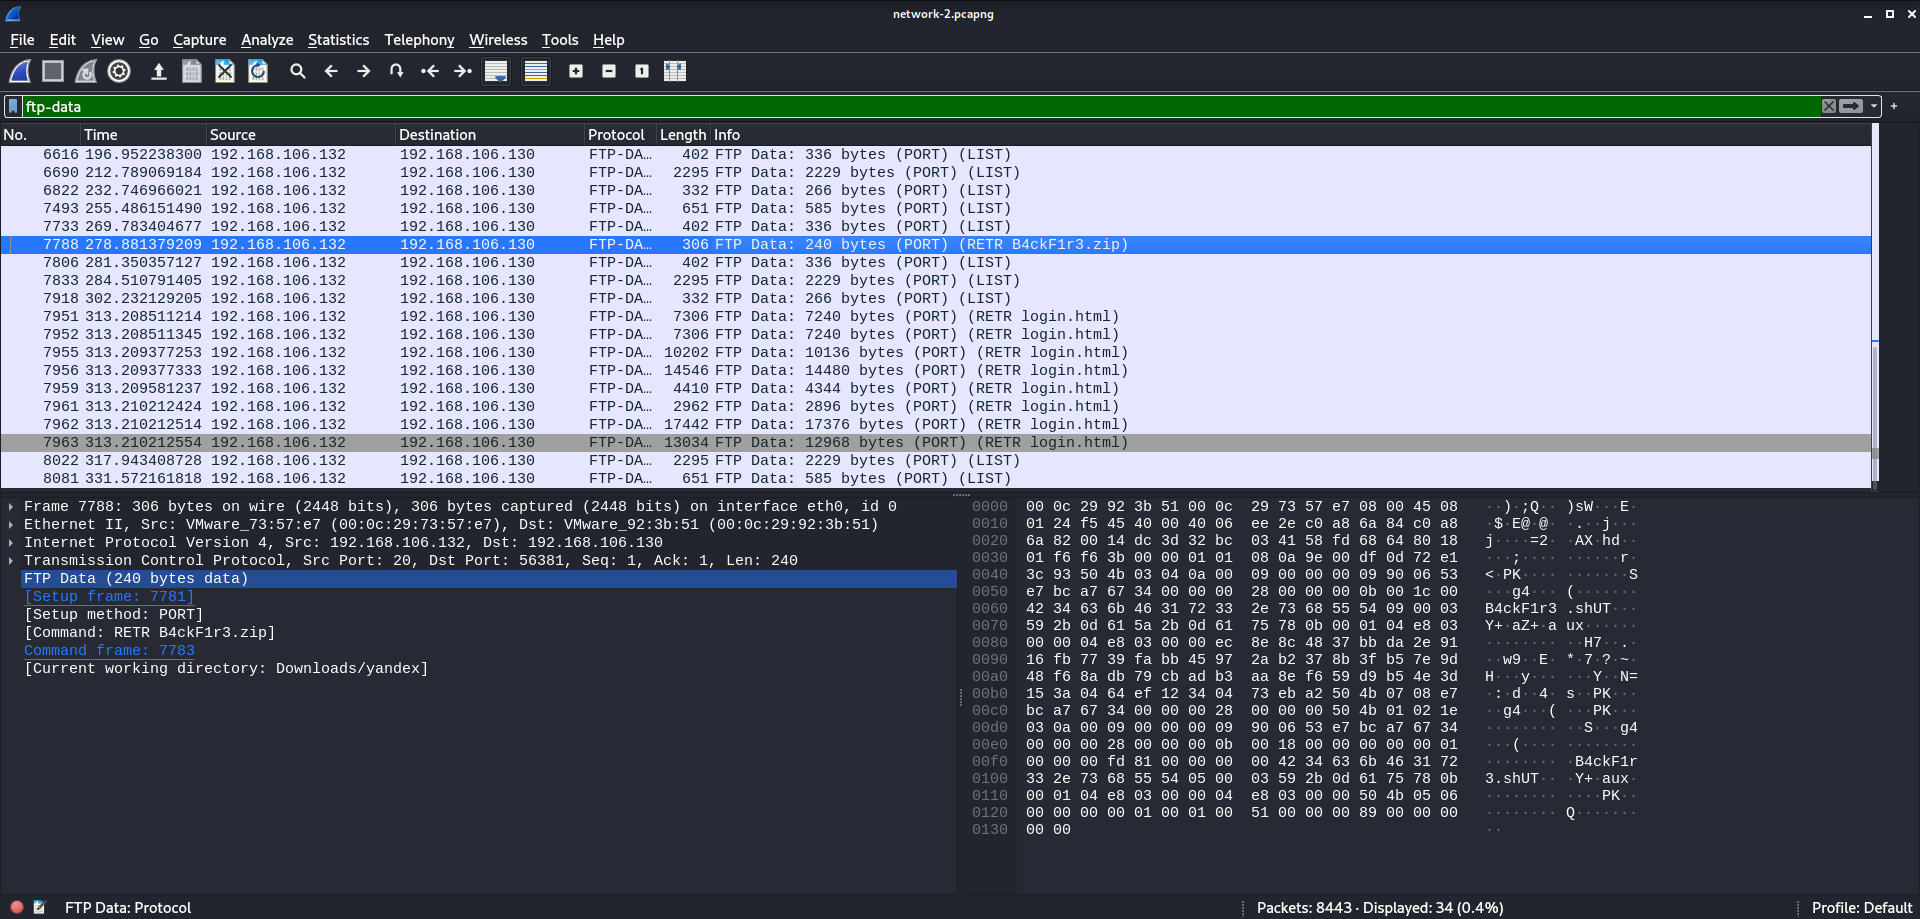 network-2.pcapng
File Edit View Go Capture Analyze Statistics Telephony Wireless Tools Help
ftp-data
No. Time Source Destination Protocol Length Info
6616 196.952238300 192.168.106.132 192.168.106.130 FTP-DA… 402 FTP Data: 336 bytes (PORT) (LIST)
6690 212.789069184 192.168.106.132 192.168.106.130 FTP-DA… 2295 FTP Data: 2229 bytes (PORT) (LIST)
6822 232.746966021 192.168.106.132 192.168.106.130 FTP-DA… 332 FTP Data: 266 bytes (PORT) (LIST)
7493 255.486151490 192.168.106.132 192.168.106.130 FTP-DA… 651 FTP Data: 585 bytes (PORT) (LIST)
7733 269.783404677 192.168.106.132 192.168.106.130 FTP-DA… 402 FTP Data: 336 bytes (PORT) (LIST)
7788 278.881379209 192.168.106.132 192.168.106.130 FTP-DA… 306 FTP Data: 240 bytes (PORT) (RETR B4ckF1r3.zip)
7806 281.350357127 192.168.106.132 192.168.106.130 FTP-DA… 402 FTP Data: 336 bytes (PORT) (LIST)
7833 284.510791405 192.168.106.132 192.168.106.130 FTP-DA… 2295 FTP Data: 2229 bytes (PORT) (LIST)
7918 302.232129205 192.168.106.132 192.168.106.130 FTP-DA… 332 FTP Data: 266 bytes (PORT) (LIST)
7951 313.208511214 192.168.106.132 192.168.106.130 FTP-DA… 7306 FTP Data: 7240 bytes (PORT) (RETR login.html)
7952 313.208511345 192.168.106.132 192.168.106.130 FTP-DA… 7306 FTP Data: 7240 bytes (PORT) (RETR login.html)
7955 313.209377253 192.168.106.132 192.168.106.130 FTP-DA… 10202 FTP Data: 10136 bytes (PORT) (RETR login.html)
7956 313.209377333 192.168.106.132 192.168.106.130 FTP-DA… 14546 FTP Data: 14480 bytes (PORT) (RETR login.html)
7959 313.209581237 192.168.106.132 192.168.106.130 FTP-DA… 4410 FTP Data: 4344 bytes (PORT) (RETR login.html)
7961 313.210212424 192.168.106.132 192.168.106.130 FTP-DA… 2962 FTP Data: 2896 bytes (PORT) (RETR login.html)
7962 313.210212514 192.168.106.132 192.168.106.130 FTP-DA… 17442 FTP Data: 17376 bytes (PORT) (RETR login.html)
7963 313.210212554 192.168.106.132 192.168.106.130 FTP-DA… 13034 FTP Data: 12968 bytes (PORT) (RETR login.html)
8022 317.943408728 192.168.106.132 192.168.106.130 FTP-DA… 2295 FTP Data: 2229 bytes (PORT) (LIST)
8081 331.572161818 192.168.106.132 192.168.106.130 FTP-DA… 651 FTP Data: 585 bytes (PORT) (LIST)
Frame 7788: 306 bytes on wire (2448 bits), 306 bytes captured (2448 bits) on interface eth0, id 0
Ethernet II, Src: VMware_73:57:e7 (00:0c:29:73:57:e7), Dst: VMware_92:3b:51 (00:0c:29:92:3b:51)
Internet Protocol Version 4, Src: 192.168.106.132, Dst: 192.168.106.130
Transmission Control Protocol, Src Port: 20, Dst Port: 56381, Seq: 1, Ack: 1, Len: 240
FTP Data (240 bytes data)
[Setup frame: 7781]
[Setup method: PORT]
[Command: RETR B4ckF1r3.zip]
Command frame: 7783
[Current working directory: Downloads/yandex]
0000 00 0c 29 92 3b 51 00 0c 29 73 57 e7 08 00 45 08 ··)·;Q·· )sW···E·
0010 01 24 f5 45 40 00 40 06 ee 2e c0 a8 6a 84 c0 a8 ·$·E@·@· ·.··j···
0020 6a 82 00 14 dc 3d 32 bc 03 41 58 fd 68 64 80 18 j····=2· ·AX·hd··
0030 01 f6 f6 3b 00 00 01 01 08 0a 9e 00 df 0d 72 e1 ···;···· ······r·
0040 3c 93 50 4b 03 04 0a 00 09 00 00 00 09 90 06 53 <·PK···· ·······S
0050 e7 bc a7 67 34 00 00 00 28 00 00 00 0b 00 1c 00 ···g4··· (·······
0060 42 34 63 6b 46 31 72 33 2e 73 68 55 54 09 00 03 B4ckF1r3 .shUT···
0070 59 2b 0d 61 5a 2b 0d 61 75 78 0b 00 01 04 e8 03 Y+·aZ+·a ux······
0080 00 00 04 e8 03 00 00 ec 8e 8c 48 37 bb da 2e 91 ········ ··H7··.·
0090 16 fb 77 39 fa bb 45 97 2a b2 37 8b 3f b5 7e 9d ··w9··E· *·7·?·~·
00a0 48 f6 8a db 79 cb ad b3 aa 8e f6 59 d9 b5 4e 3d H···y··· ···Y··N=
00b0 15 3a 04 64 ef 12 34 04 73 eb a2 50 4b 07 08 e7 ·:·d··4· s··PK···
00c0 bc a7 67 34 00 00 00 28 00 00 00 50 4b 01 02 1e ··g4···( ···PK···
00d0 03 0a 00 09 00 00 00 09 90 06 53 e7 bc a7 67 34 ········ ··S···g4
00e0 00 00 00 28 00 00 00 0b 00 18 00 00 00 00 00 01 ···(···· ········
00f0 00 00 00 fd 81 00 00 00 00 42 34 63 6b 46 31 72 ········ ·B4ckF1r
0100 33 2e 73 68 55 54 05 00 03 59 2b 0d 61 75 78 0b 3.shUT·· ·Y+·aux·
0110 00 01 04 e8 03 00 00 04 e8 03 00 00 50 4b 05 06 ········ ····PK··
0120 00 00 00 00 01 00 01 00 51 00 00 00 89 00 00 00 ········ Q·······
0130 00 00 ··
FTP Data: Protocol
Packets: 8443 · Displayed: 34 (0.4%)
Profile: Default